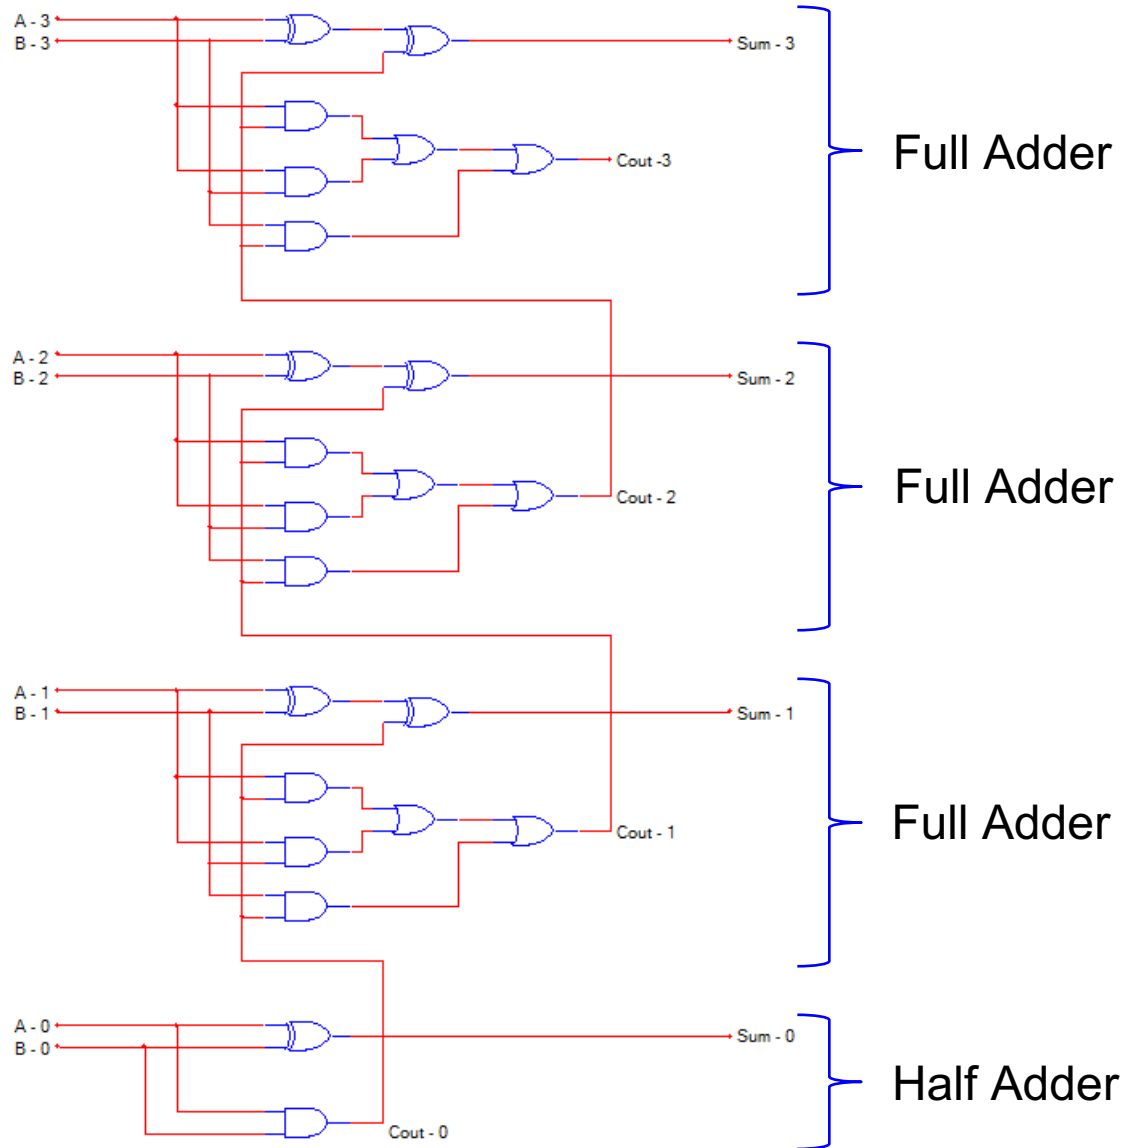 A - 3
B - 3
Sum - 3
Full Adder
Cout -3
A - 2
B - 2
Sum - 2
Full Adder
Cout - 2
A - 1
B - 1
Sum - 1
Full Adder
Cout - 1
A - 0
B - 0
Sum - 0
Half Adder
Cout - 0